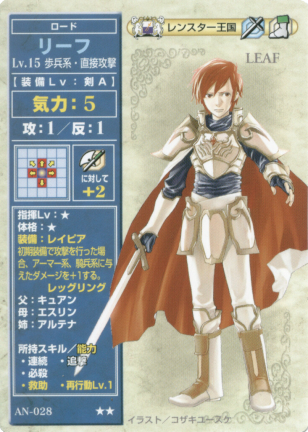 ロード
リーフ
Lv.15 歩兵系・直接攻撃
【装備Lv：剣A】
気力：5
攻：1／反：1
に対して
+2
指揮Lv：★
体格：★
装備：レイピア
初期装備で攻撃を行った場
合、アーマー系、騎兵系に与
えたダメージを+1する。
レッグリング
父：キュアン
母：エスリン
姉：アルテナ
所持スキル／能力
・連続 ・追撃
・必殺
・救助 ・再行動Lv.1
AN-028
★★
レンスター王国
LEAF
イラスト／コザキユースケ